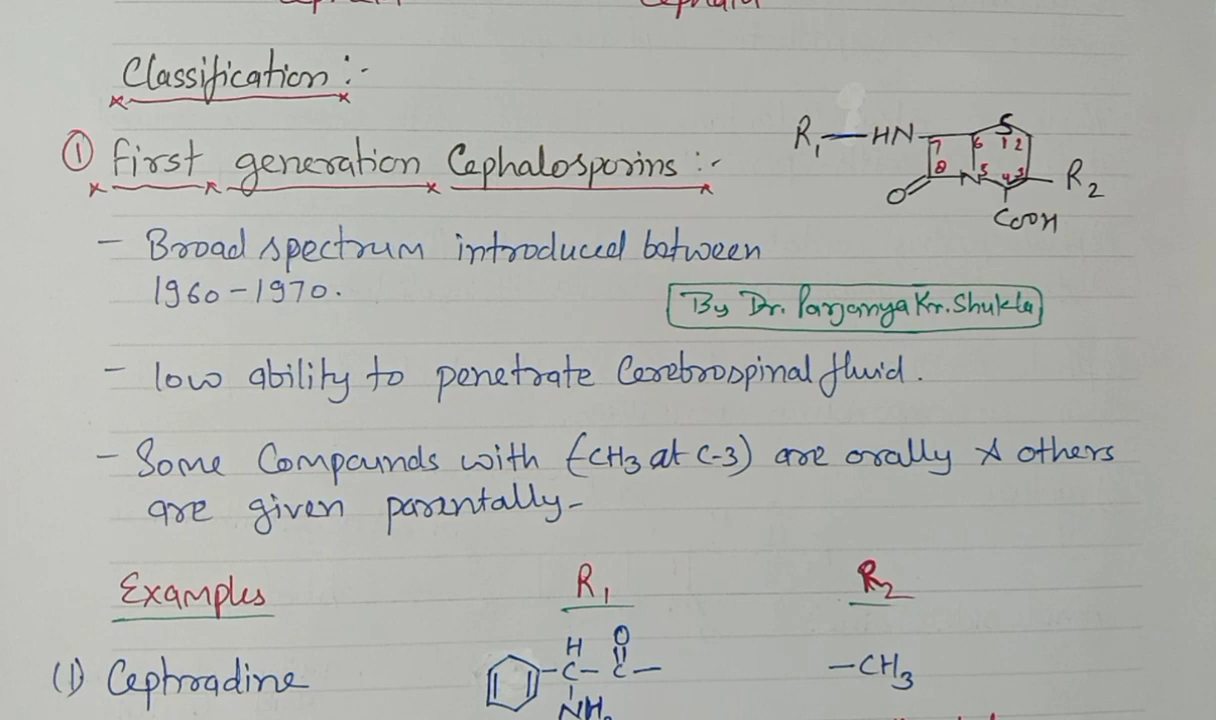 Classification :-
① First generation Cephalosporins :-
R1—HN 7 6 S 1 2
8 N 5 4 3 R2
O COOH
- Broad spectrum introduced between
1960-1970.
By Dr. Parjanya Kr. Shukla
- low ability to penetrate Cerebrospinal fluid.
- Some Compounds with (CH3 at C-3) are orally & others
are given parentally-
Examples R1 R2
H O
(1) Cephradine -C-C- -CH3
NH2